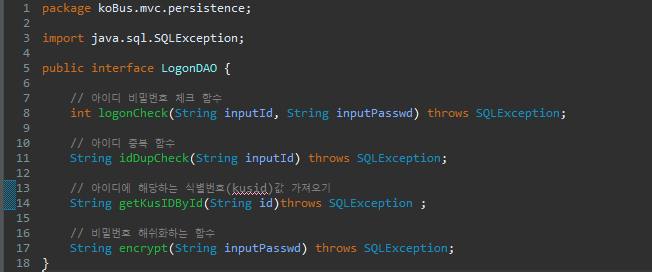 1 package koBus.mvc.persistence;
2
3 import java.sql.SQLException;
4
5 public interface LogonDAO {
6
7 // 아이디 비밀번호 체크 함수
8 int logonCheck(String inputId, String inputPasswd) throws SQLException;
9
10 // 아이디 중복 함수
11 String idDupCheck(String inputId) throws SQLException;
12
13 // 아이디에 해당하는 식별번호(kusid)값 가져오기
14 String getKusIDById(String id)throws SQLException ;
15
16 // 비밀번호 해쉬화하는 함수
17 String encrypt(String inputPasswd) throws SQLException;
18 }